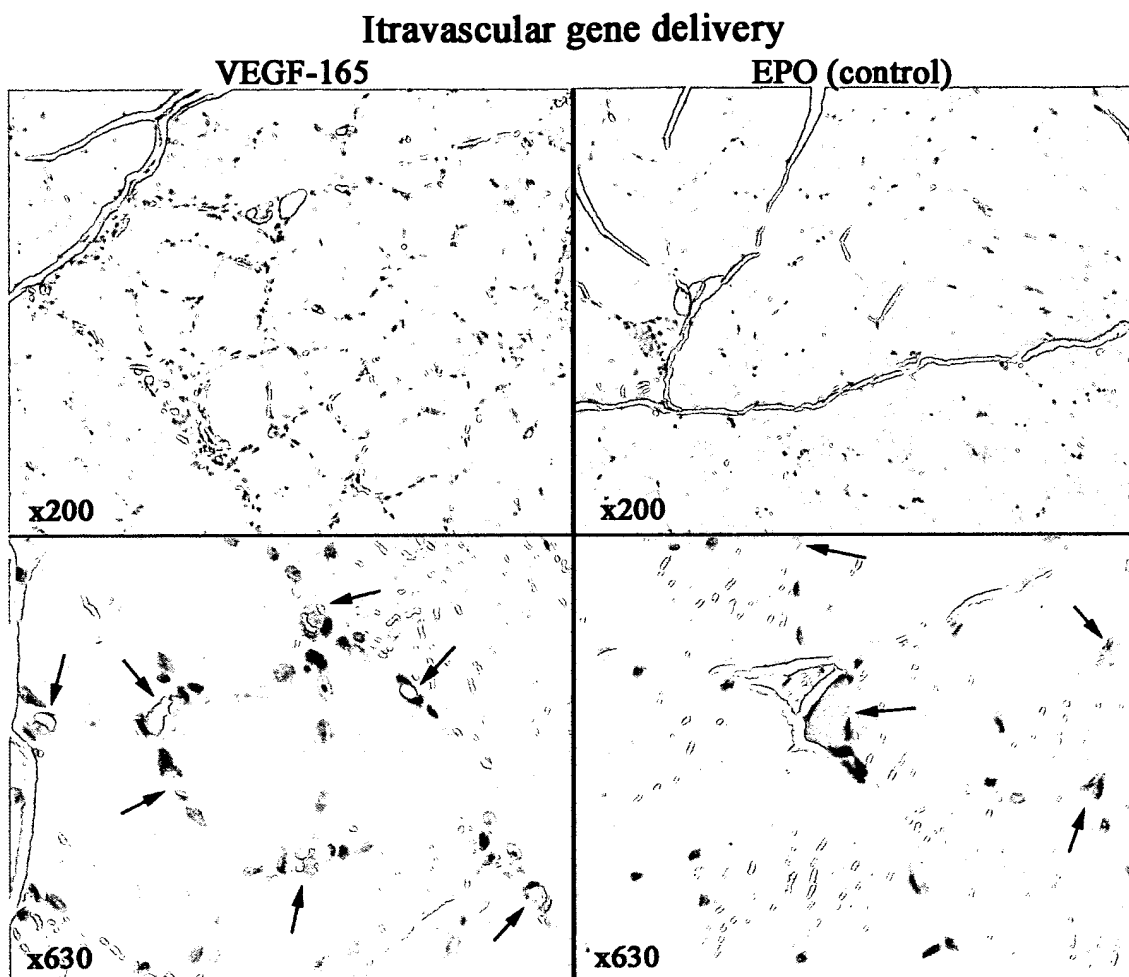 Itravascular gene delivery
VEGF-165
EPO (control)
x200
x200
x630
x630